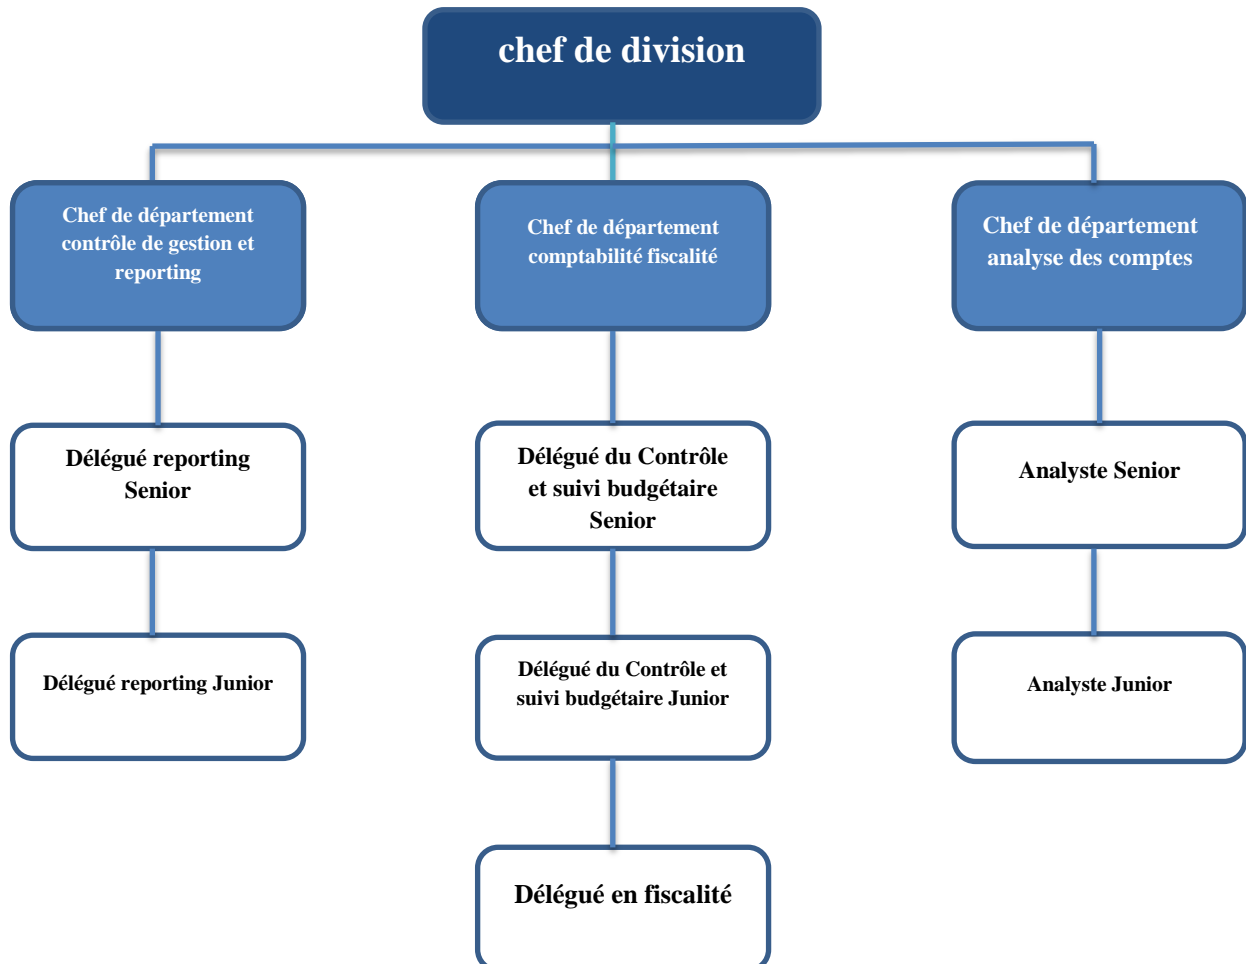 chef de division
Chef de département
contrôle de gestion et
reporting
Chef de département
comptabilité fiscalité
Chef de département
analyse des comptes
Délégué reporting
Senior
Délégué du Contrôle
et suivi budgétaire
Senior
Analyste Senior
Délégué reporting Junior
Délégué du Contrôle et
suivi budgétaire Junior
Analyste Junior
Délégué en fiscalité